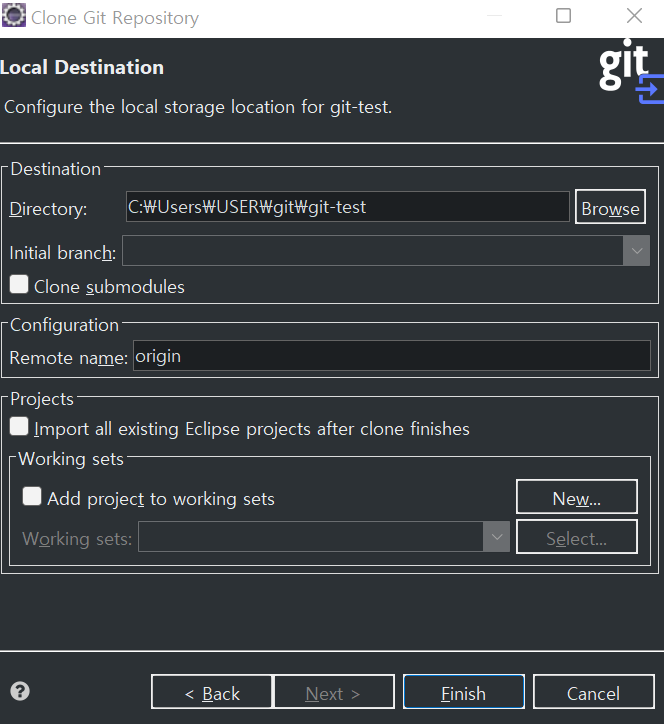 Clone Git Repository
Local Destination
git
Configure the local storage location for git-test.
Destination
Directory: C:₩Users₩USER₩git₩git-test Browse
Initial branch:
Clone submodules
Configuration
Remote name: origin
Projects
Import all existing Eclipse projects after clone finishes
Working sets
Add project to working sets New...
Working sets: Select...
? < Back Next > Finish Cancel